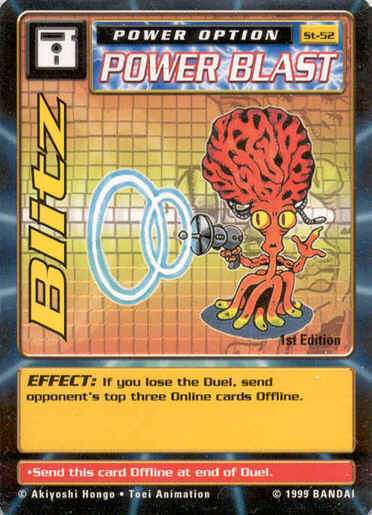 POWER OPTION
St-52
POWER BLAST
Blitz
1st Edition
EFFECT: If you lose the Duel, send
opponent's top three Online cards Offline.
•Send this card Offline at end of Duel.
© Akiyoshi Hongo • Toei Animation
© 1999 BANDAI